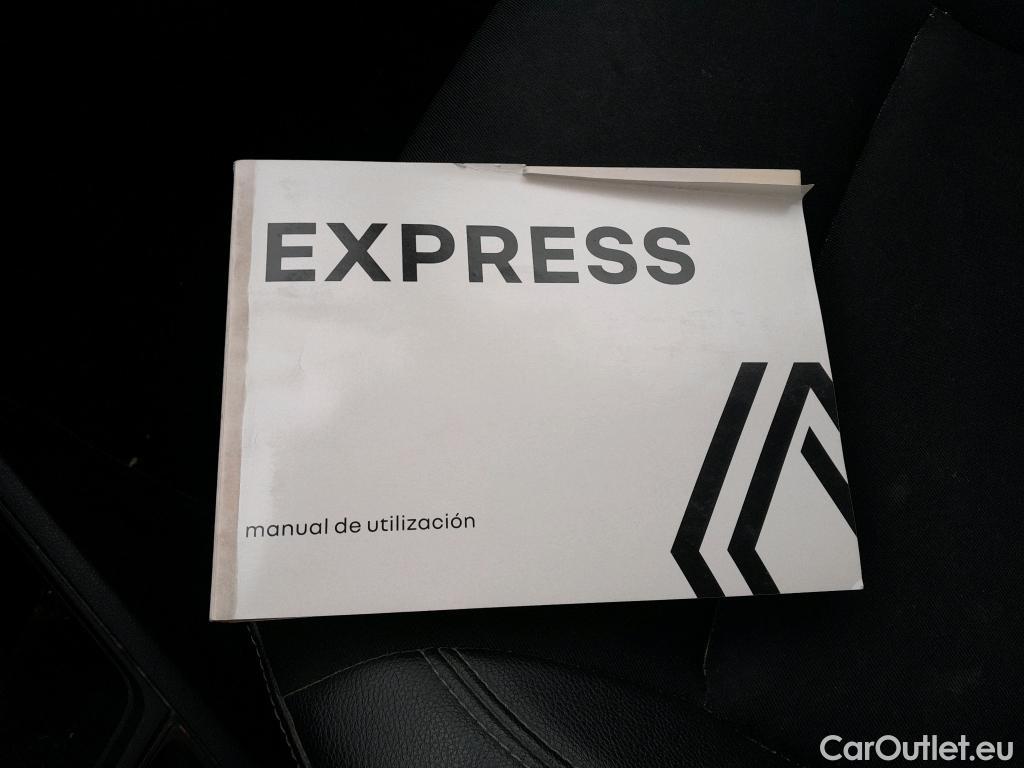 EXPRESS
manual de utilización
CarOutlet.eu